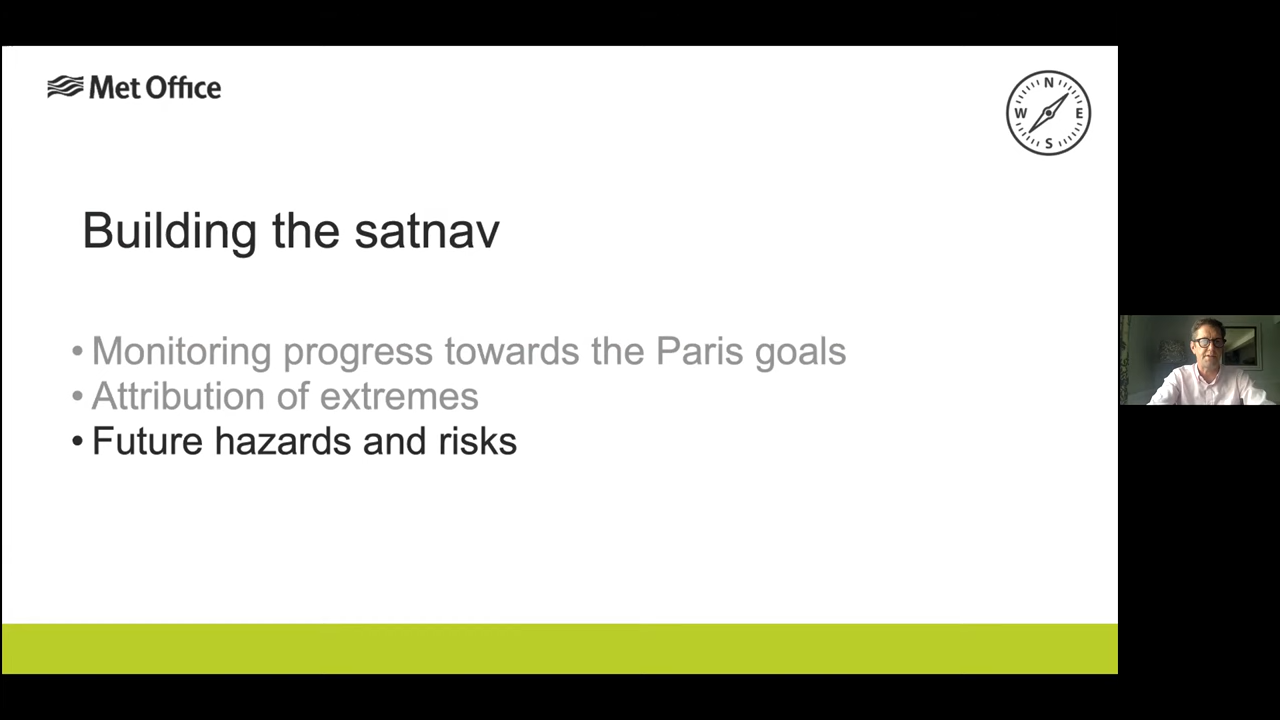 Met Office
N
W E
S
Building the satnav
• Monitoring progress towards the Paris goals
• Attribution of extremes
• Future hazards and risks